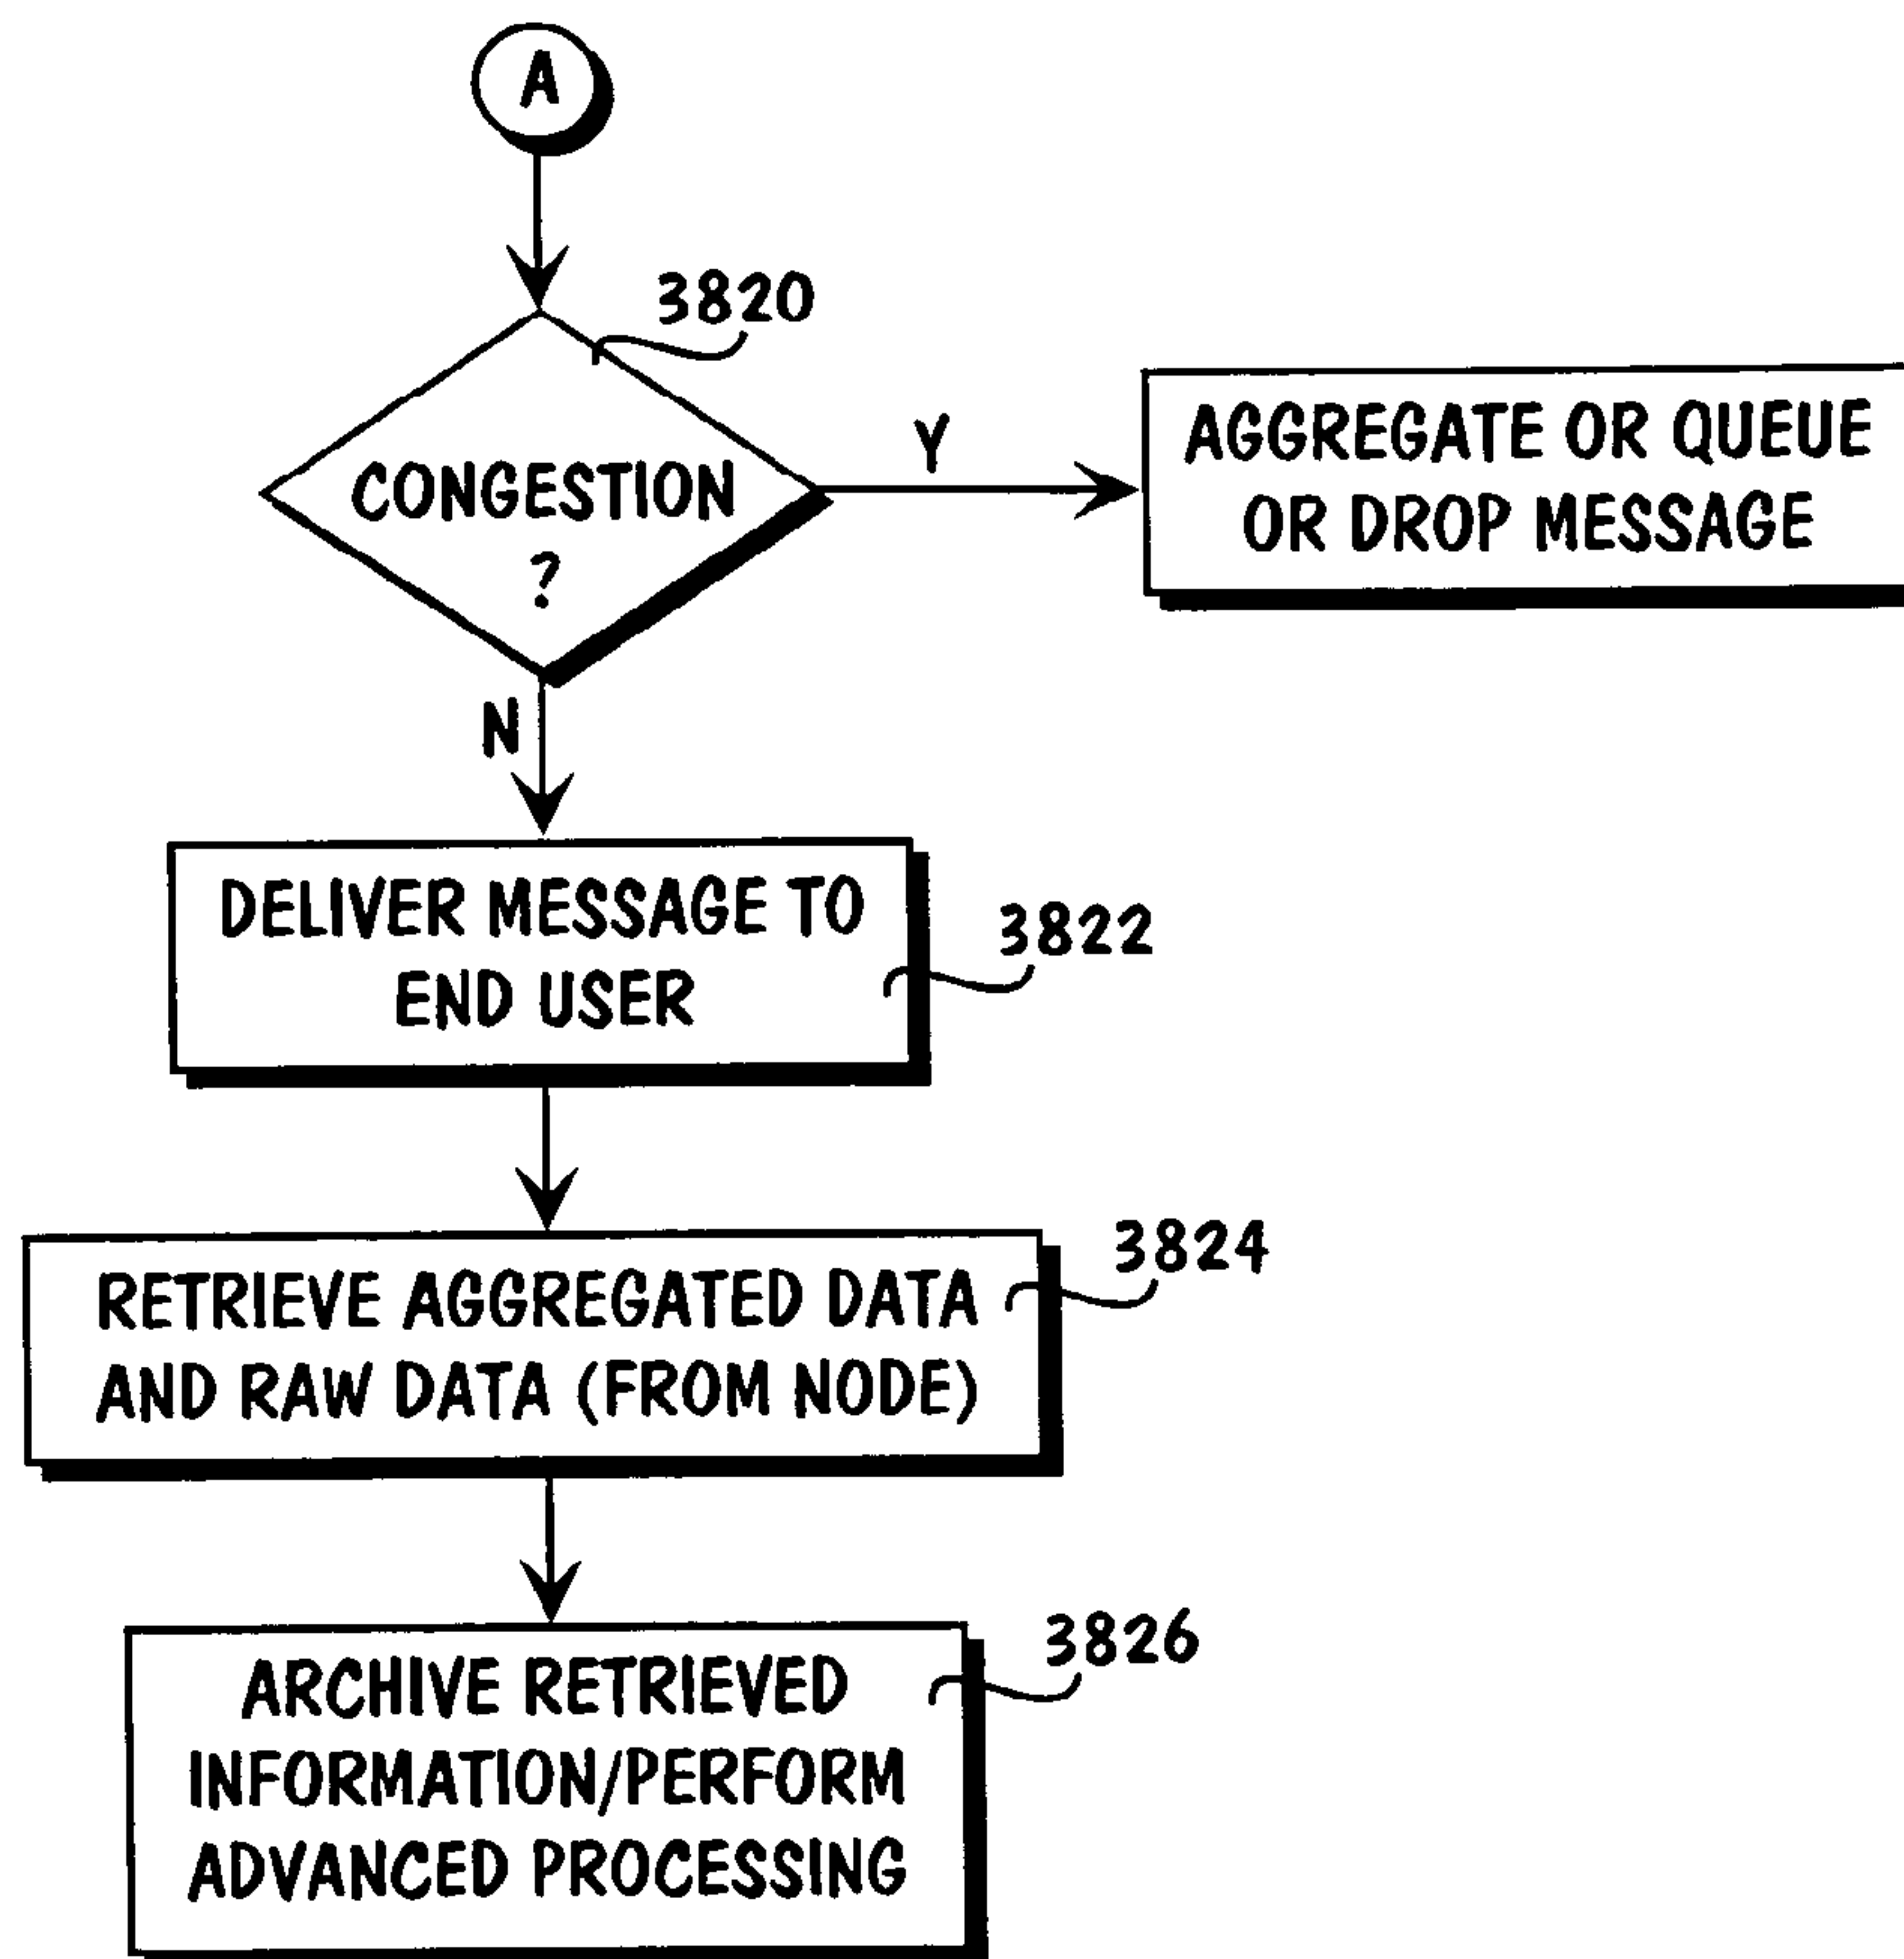 A
3820
CONGESTION
?
Y
AGGREGATE OR QUEUE
OR DROP MESSAGE
N
DELIVER MESSAGE TO
END USER
3822
RETRIEVE AGGREGATED DATA
AND RAW DATA (FROM NODE)
3824
ARCHIVE RETRIEVED
INFORMATION/PERFORM
ADVANCED PROCESSING
3826